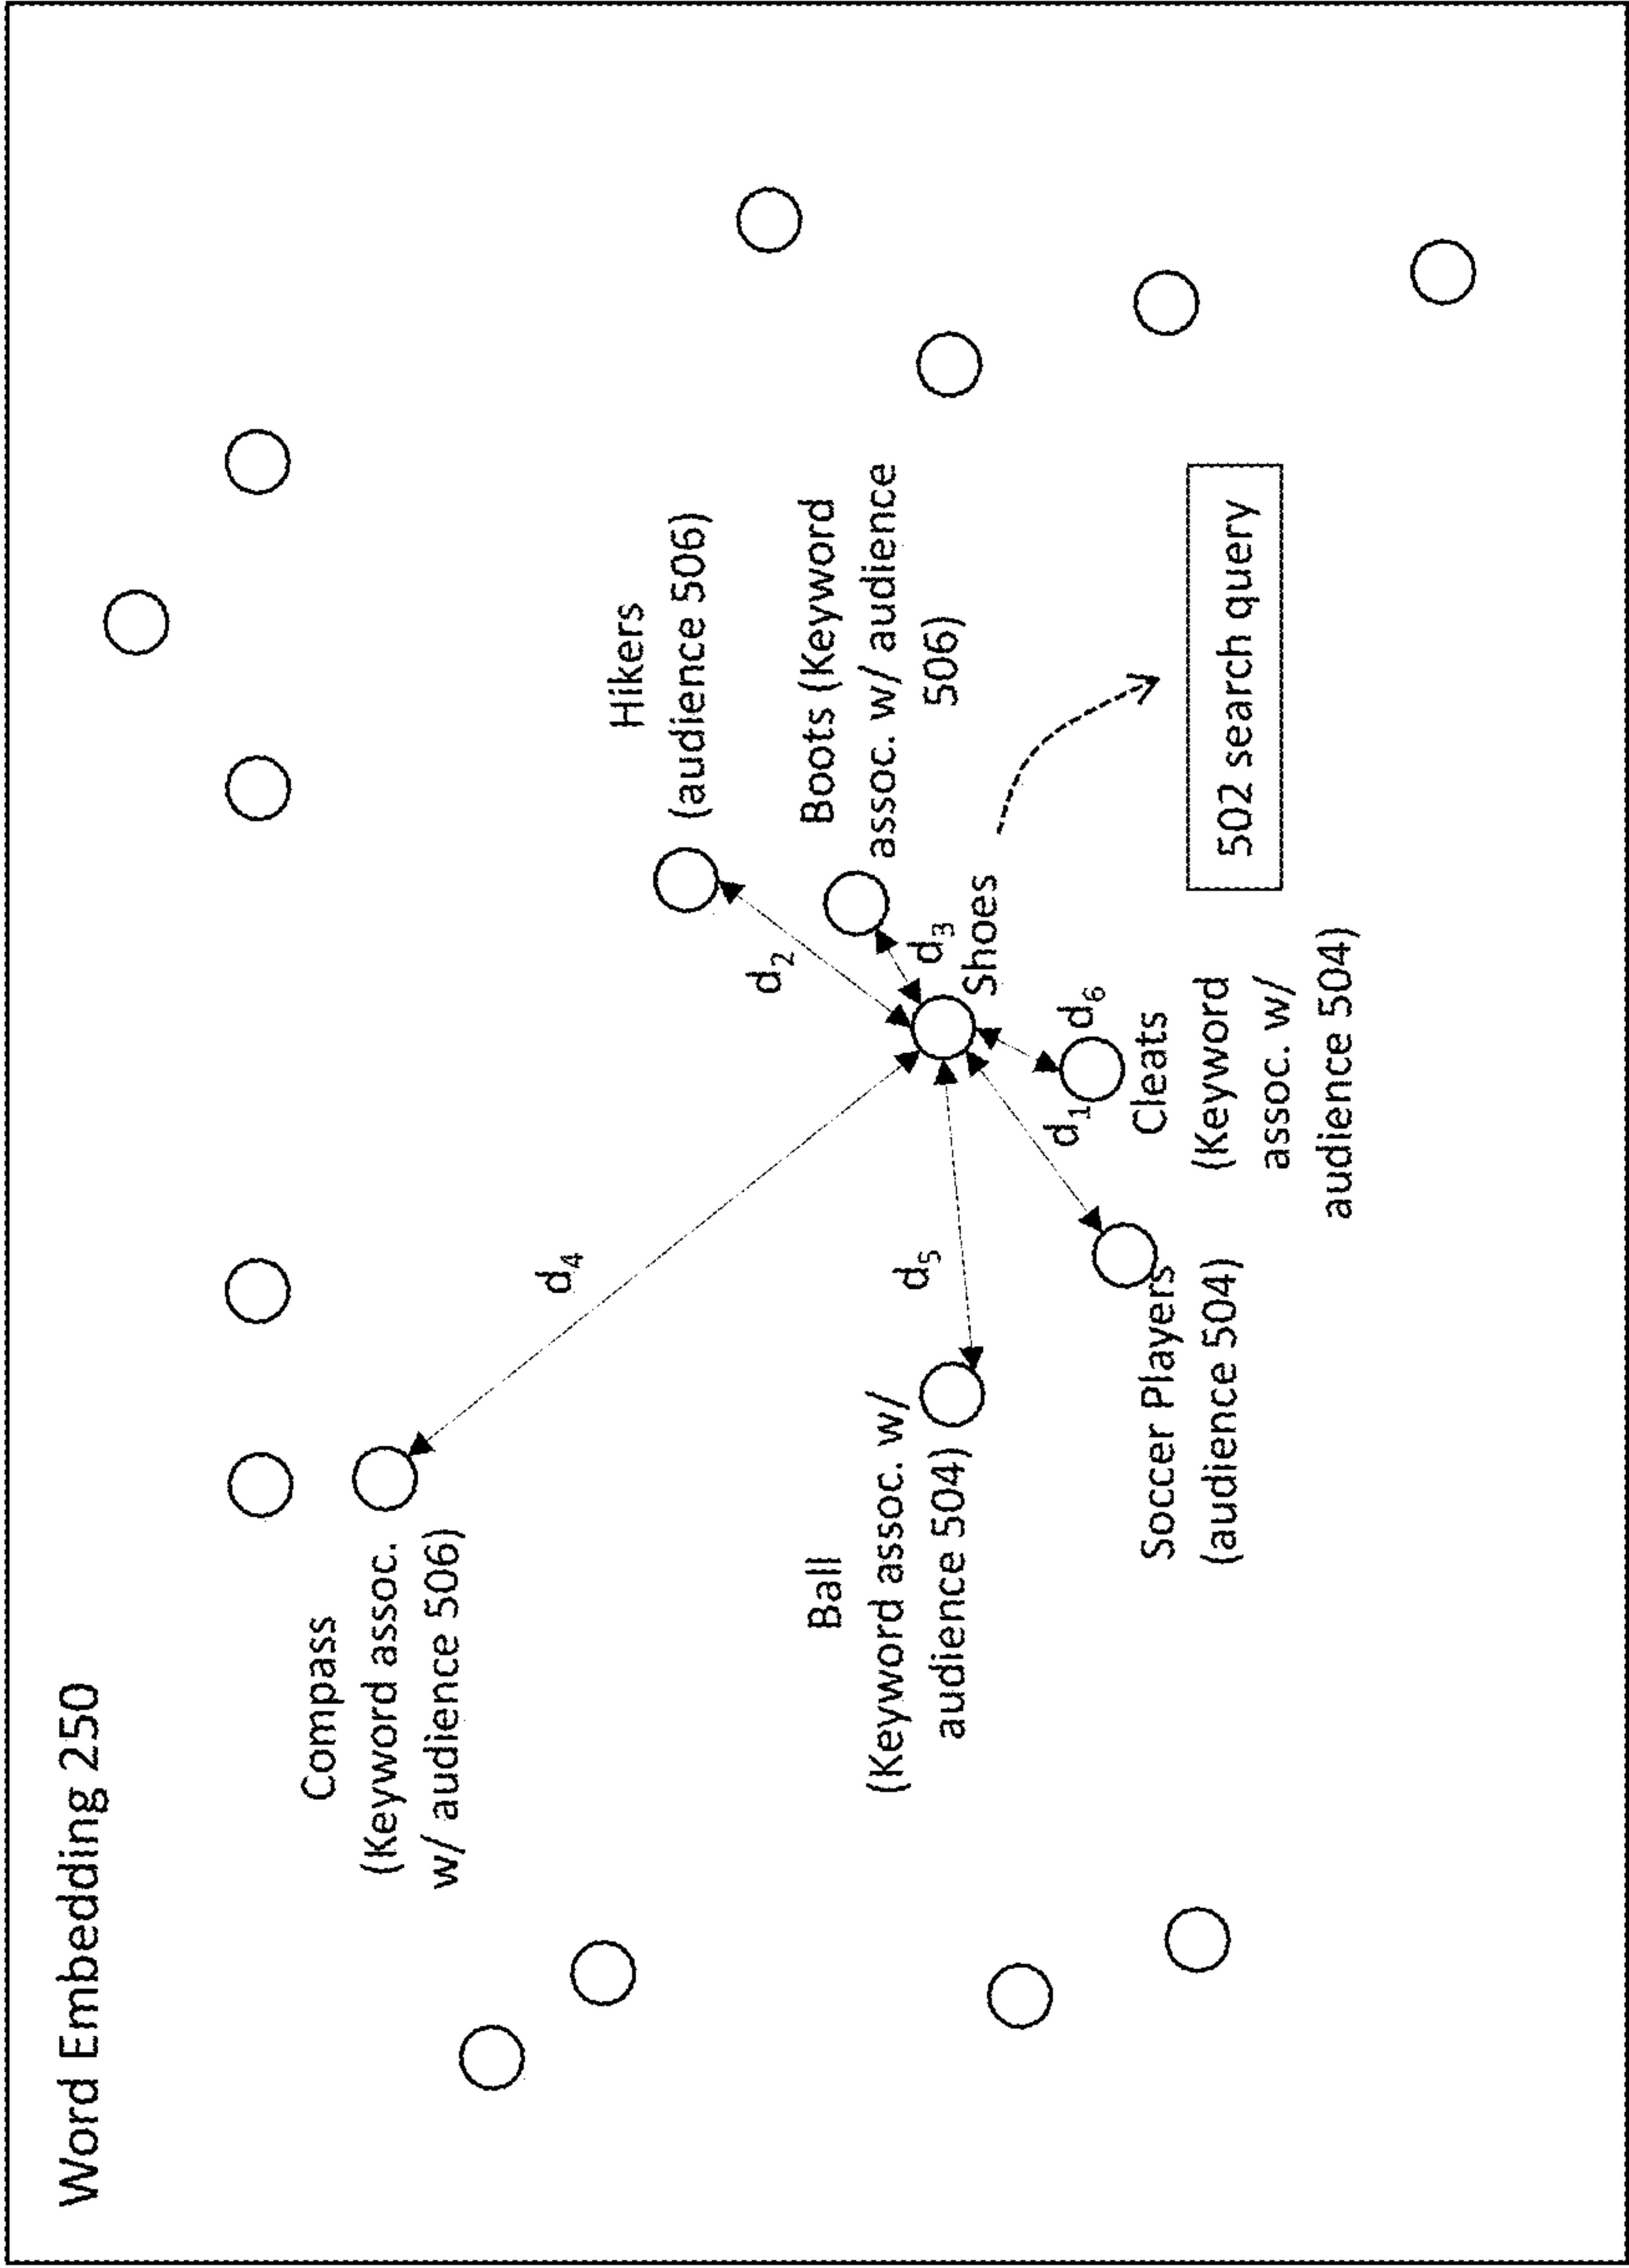 Word Embedding 250
Compass
(Keyword assoc.
w/ audience 506)
d4
Hikers
(audience 506)
d2
Boots (Keyword
assoc. w/ audience
506)
d3
Shoes
Ball
(Keyword assoc. w/
audience 504)
d5
d1
d6
Cleats
(Keyword
assoc. w/
audience 504)
Soccer Players
(audience 504)
502 search query